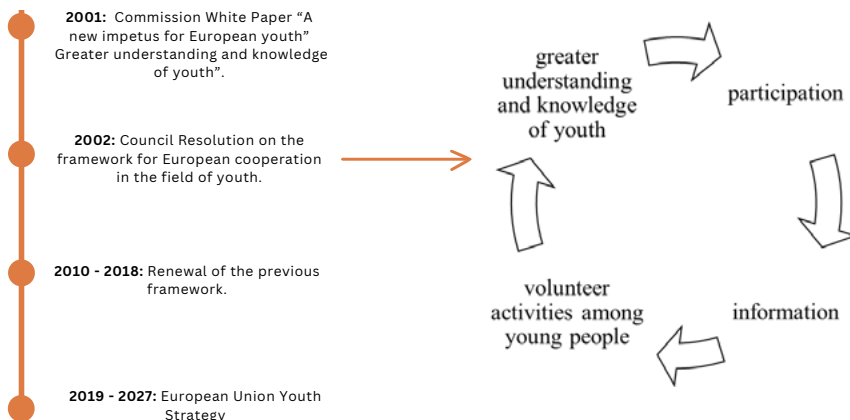 2001: Commission White Paper “A
new impetus for European youth”
Greater understanding and knowledge
of youth”.
2002: Council Resolution on the
framework for European cooperation
in the field of youth.
2010 - 2018: Renewal of the previous
framework.
2019 - 2027: European Union Youth
Strategy
greater
understanding
and knowledge
of youth
participation
information
volunteer
activities among
young people